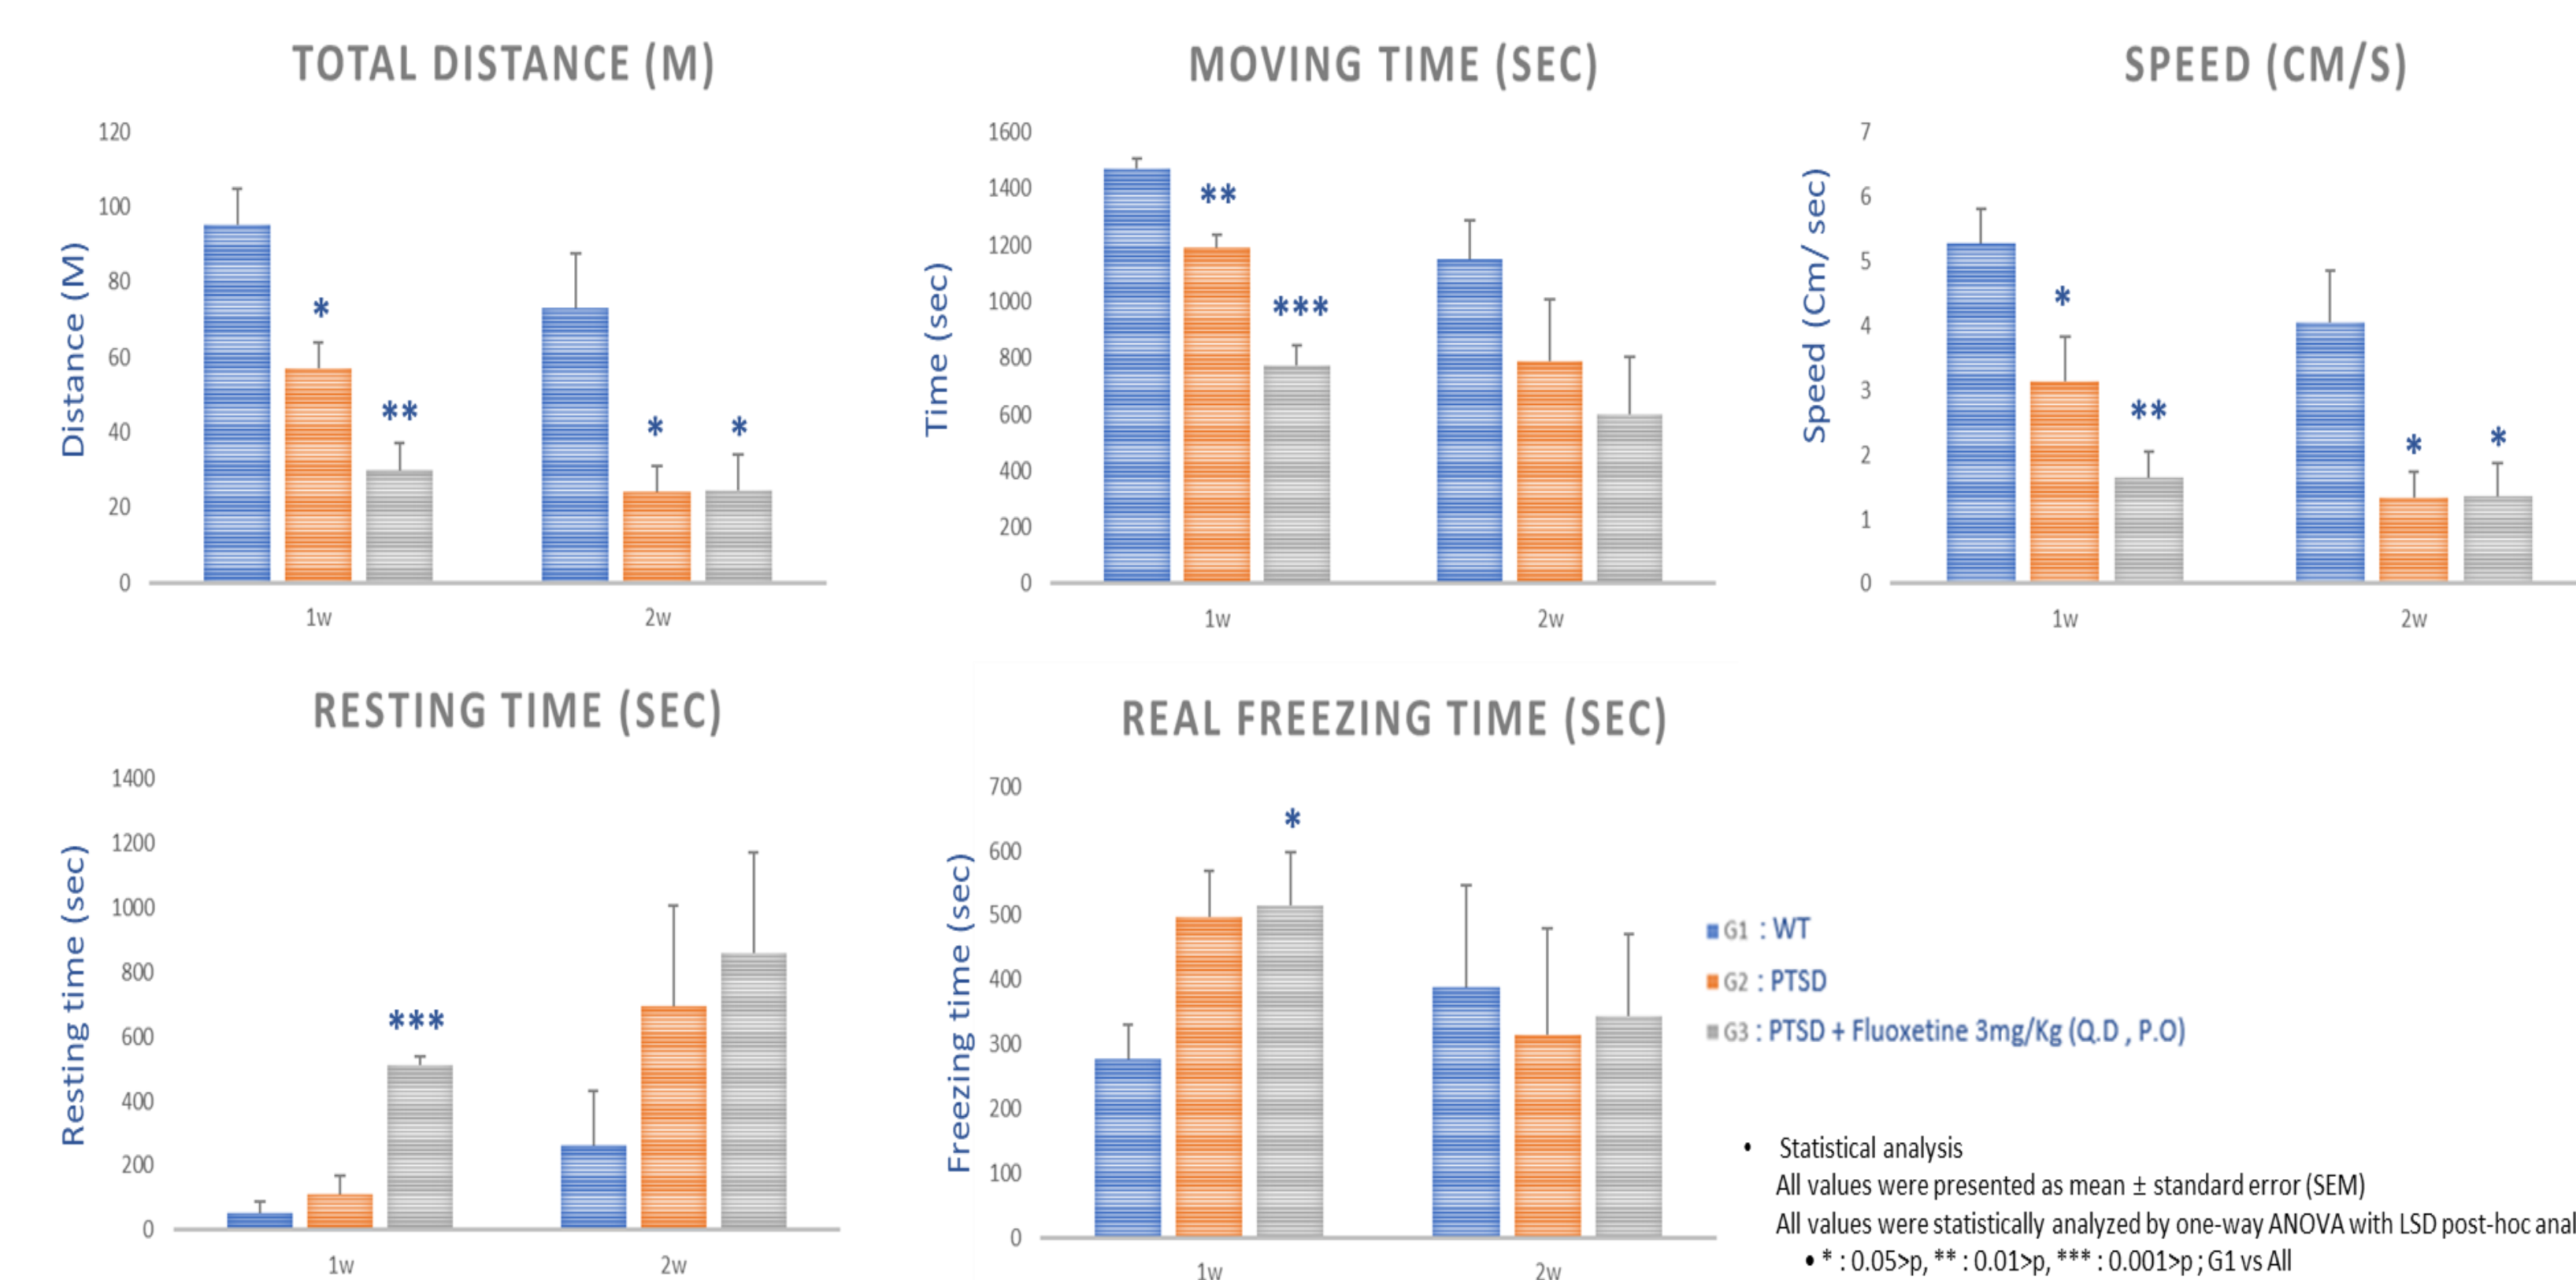 TOTAL DISTANCE (M)
Distance (M)
120
100
80
60
40
20
0
*
**
*
*
1w
2w
MOVING TIME (SEC)
Time (sec)
1600
1400
1200
1000
800
600
400
200
0
**
***
1w
2w
SPEED (CM/S)
Speed (Cm/ sec)
7
6
5
4
3
2
1
0
*
**
*
*
1w
2w
RESTING TIME (SEC)
Resting time (sec)
1400
1200
1000
800
600
400
200
0
***
1w
2w
REAL FREEZING TIME (SEC)
Freezing time (sec)
700
600
500
400
300
200
100
0
*
1w
2w
G1 : WT
G2 : PTSD
G3 : PTSD + Fluoxetine 3mg/Kg (Q.D , P.O)
• Statistical analysis
All values were presented as mean ± standard error (SEM)
All values were statistically analyzed by one-way ANOVA with LSD post-hoc anal
• * : 0.05>p, ** : 0.01>p, *** : 0.001>p ; G1 vs All